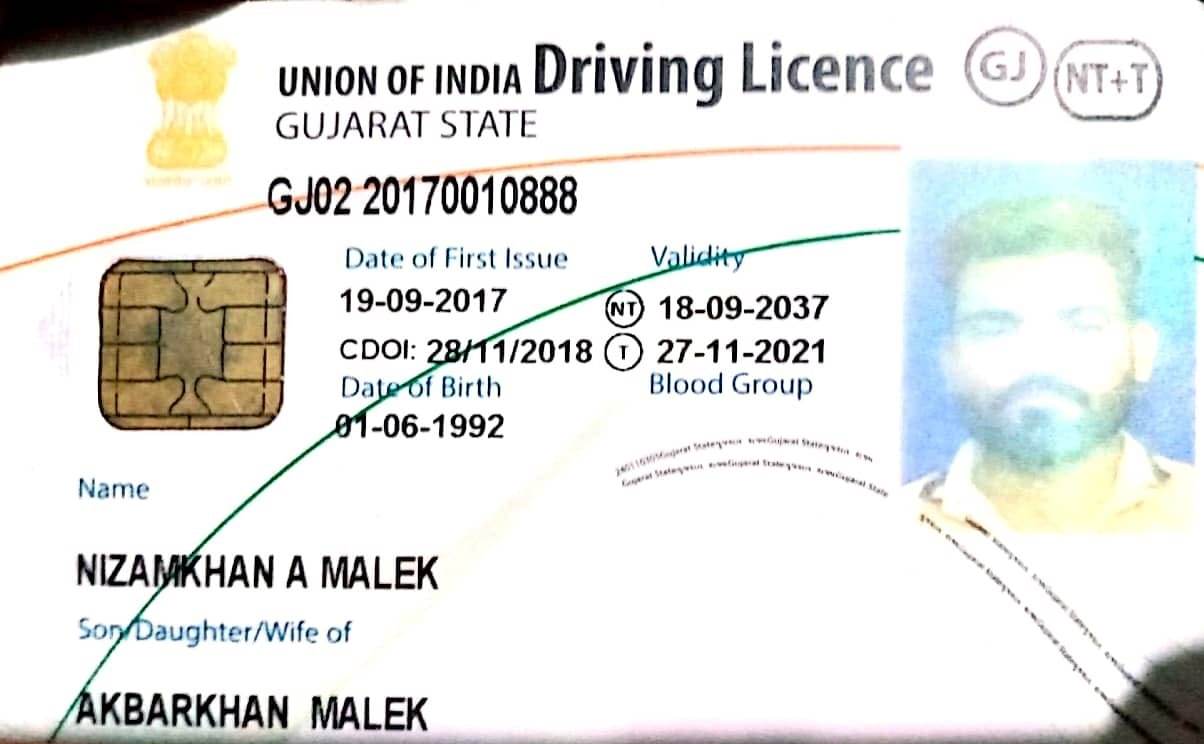 UNION OF INDIA Driving Licence GJ NT+T
GUJARAT STATE
GJ02 20170010888
Date of First Issue Validity
19-09-2017 NT 18-09-2037
CDOI: 28/11/2018 T 27-11-2021
Date of Birth Blood Group
01-06-1992
Name
NIZAMKHAN A MALEK
Son/Daughter/Wife of
AKBARKHAN MALEK